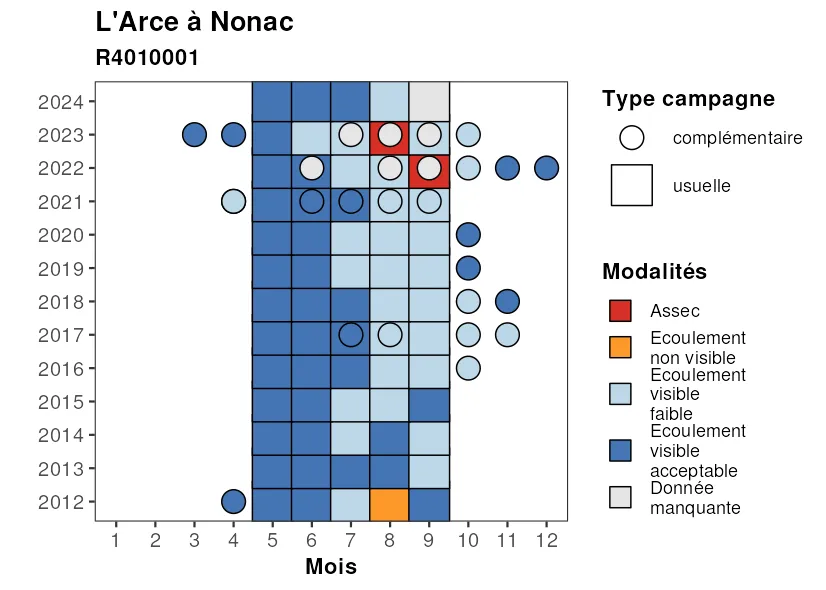 L'Arce à Nonac
R4010001
2024
2023
2022
2021
2020
2019
2018
2017
2016
2015
2014
2013
2012
1 2 3 4 5 6 7 8 9 10 11 12
Mois
Type campagne
complémentaire
usuelle
Modalités
Assec
Ecoulement
non visible
Ecoulement
visible
faible
Ecoulement
visible
acceptable
Donnée
manquante